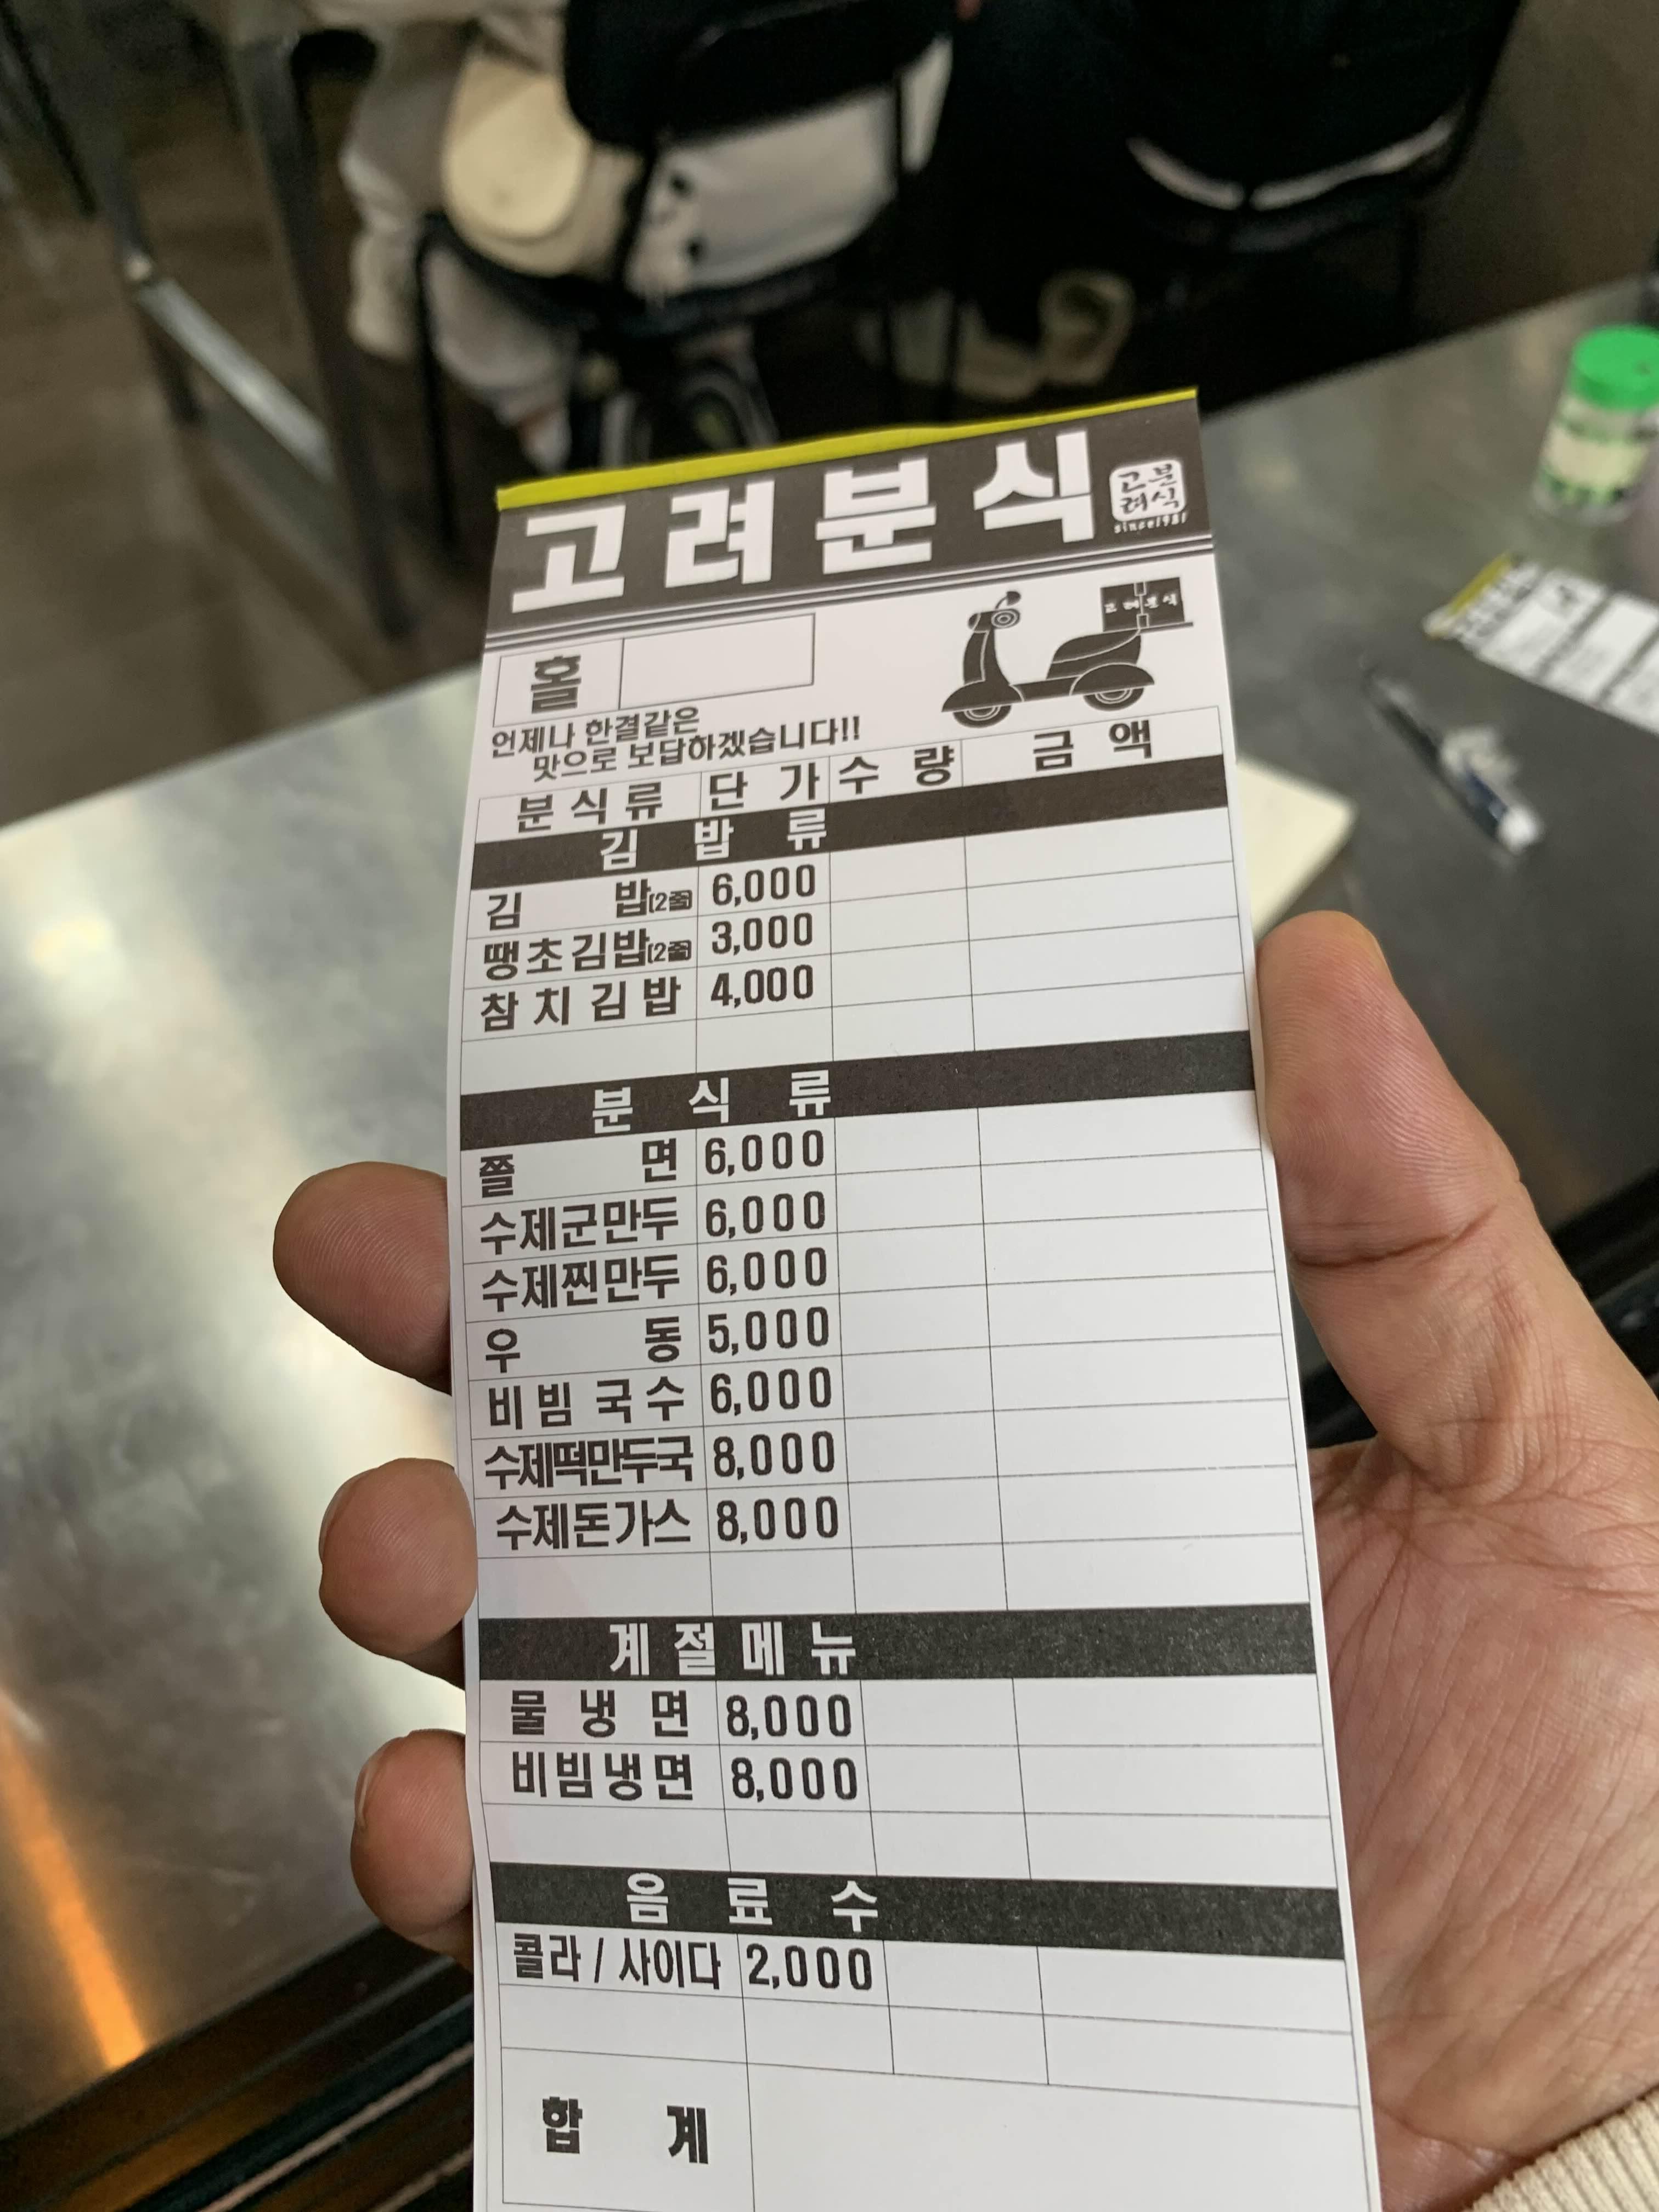 고려분식
고분
려식
since1981
고려분식
홀
언제나 한결같은
맛으로 보답하겠습니다!!
분식류 단가 수량 금액
김밥류
김밥(2줄) 6,000
땡초김밥(2줄) 3,000
참치김밥 4,000
분식류
쫄면 6,000
수제군만두 6,000
수제찐만두 6,000
우동 5,000
비빔국수 6,000
수제떡만두국 8,000
수제돈가스 8,000
계절메뉴
물냉면 8,000
비빔냉면 8,000
음료수
콜라 / 사이다 2,000
합계